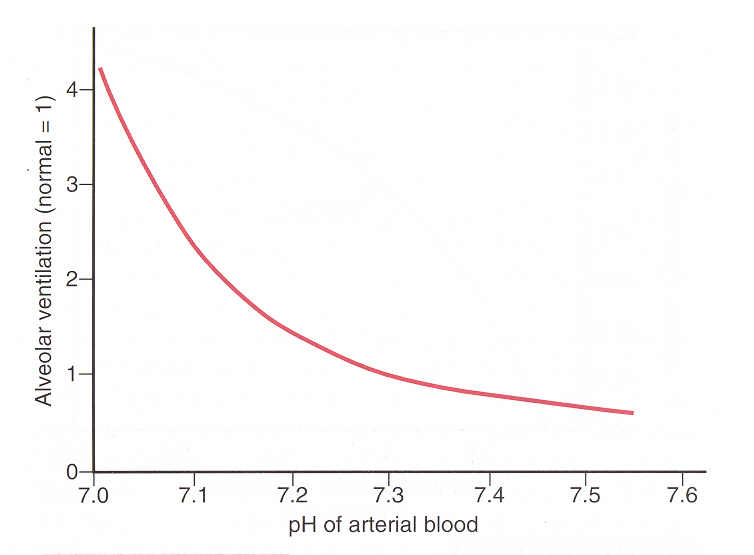 Alveolar ventilation (normal = 1)
4
3
2
1
0
7.0 7.1 7.2 7.3 7.4 7.5 7.6
pH of arterial blood